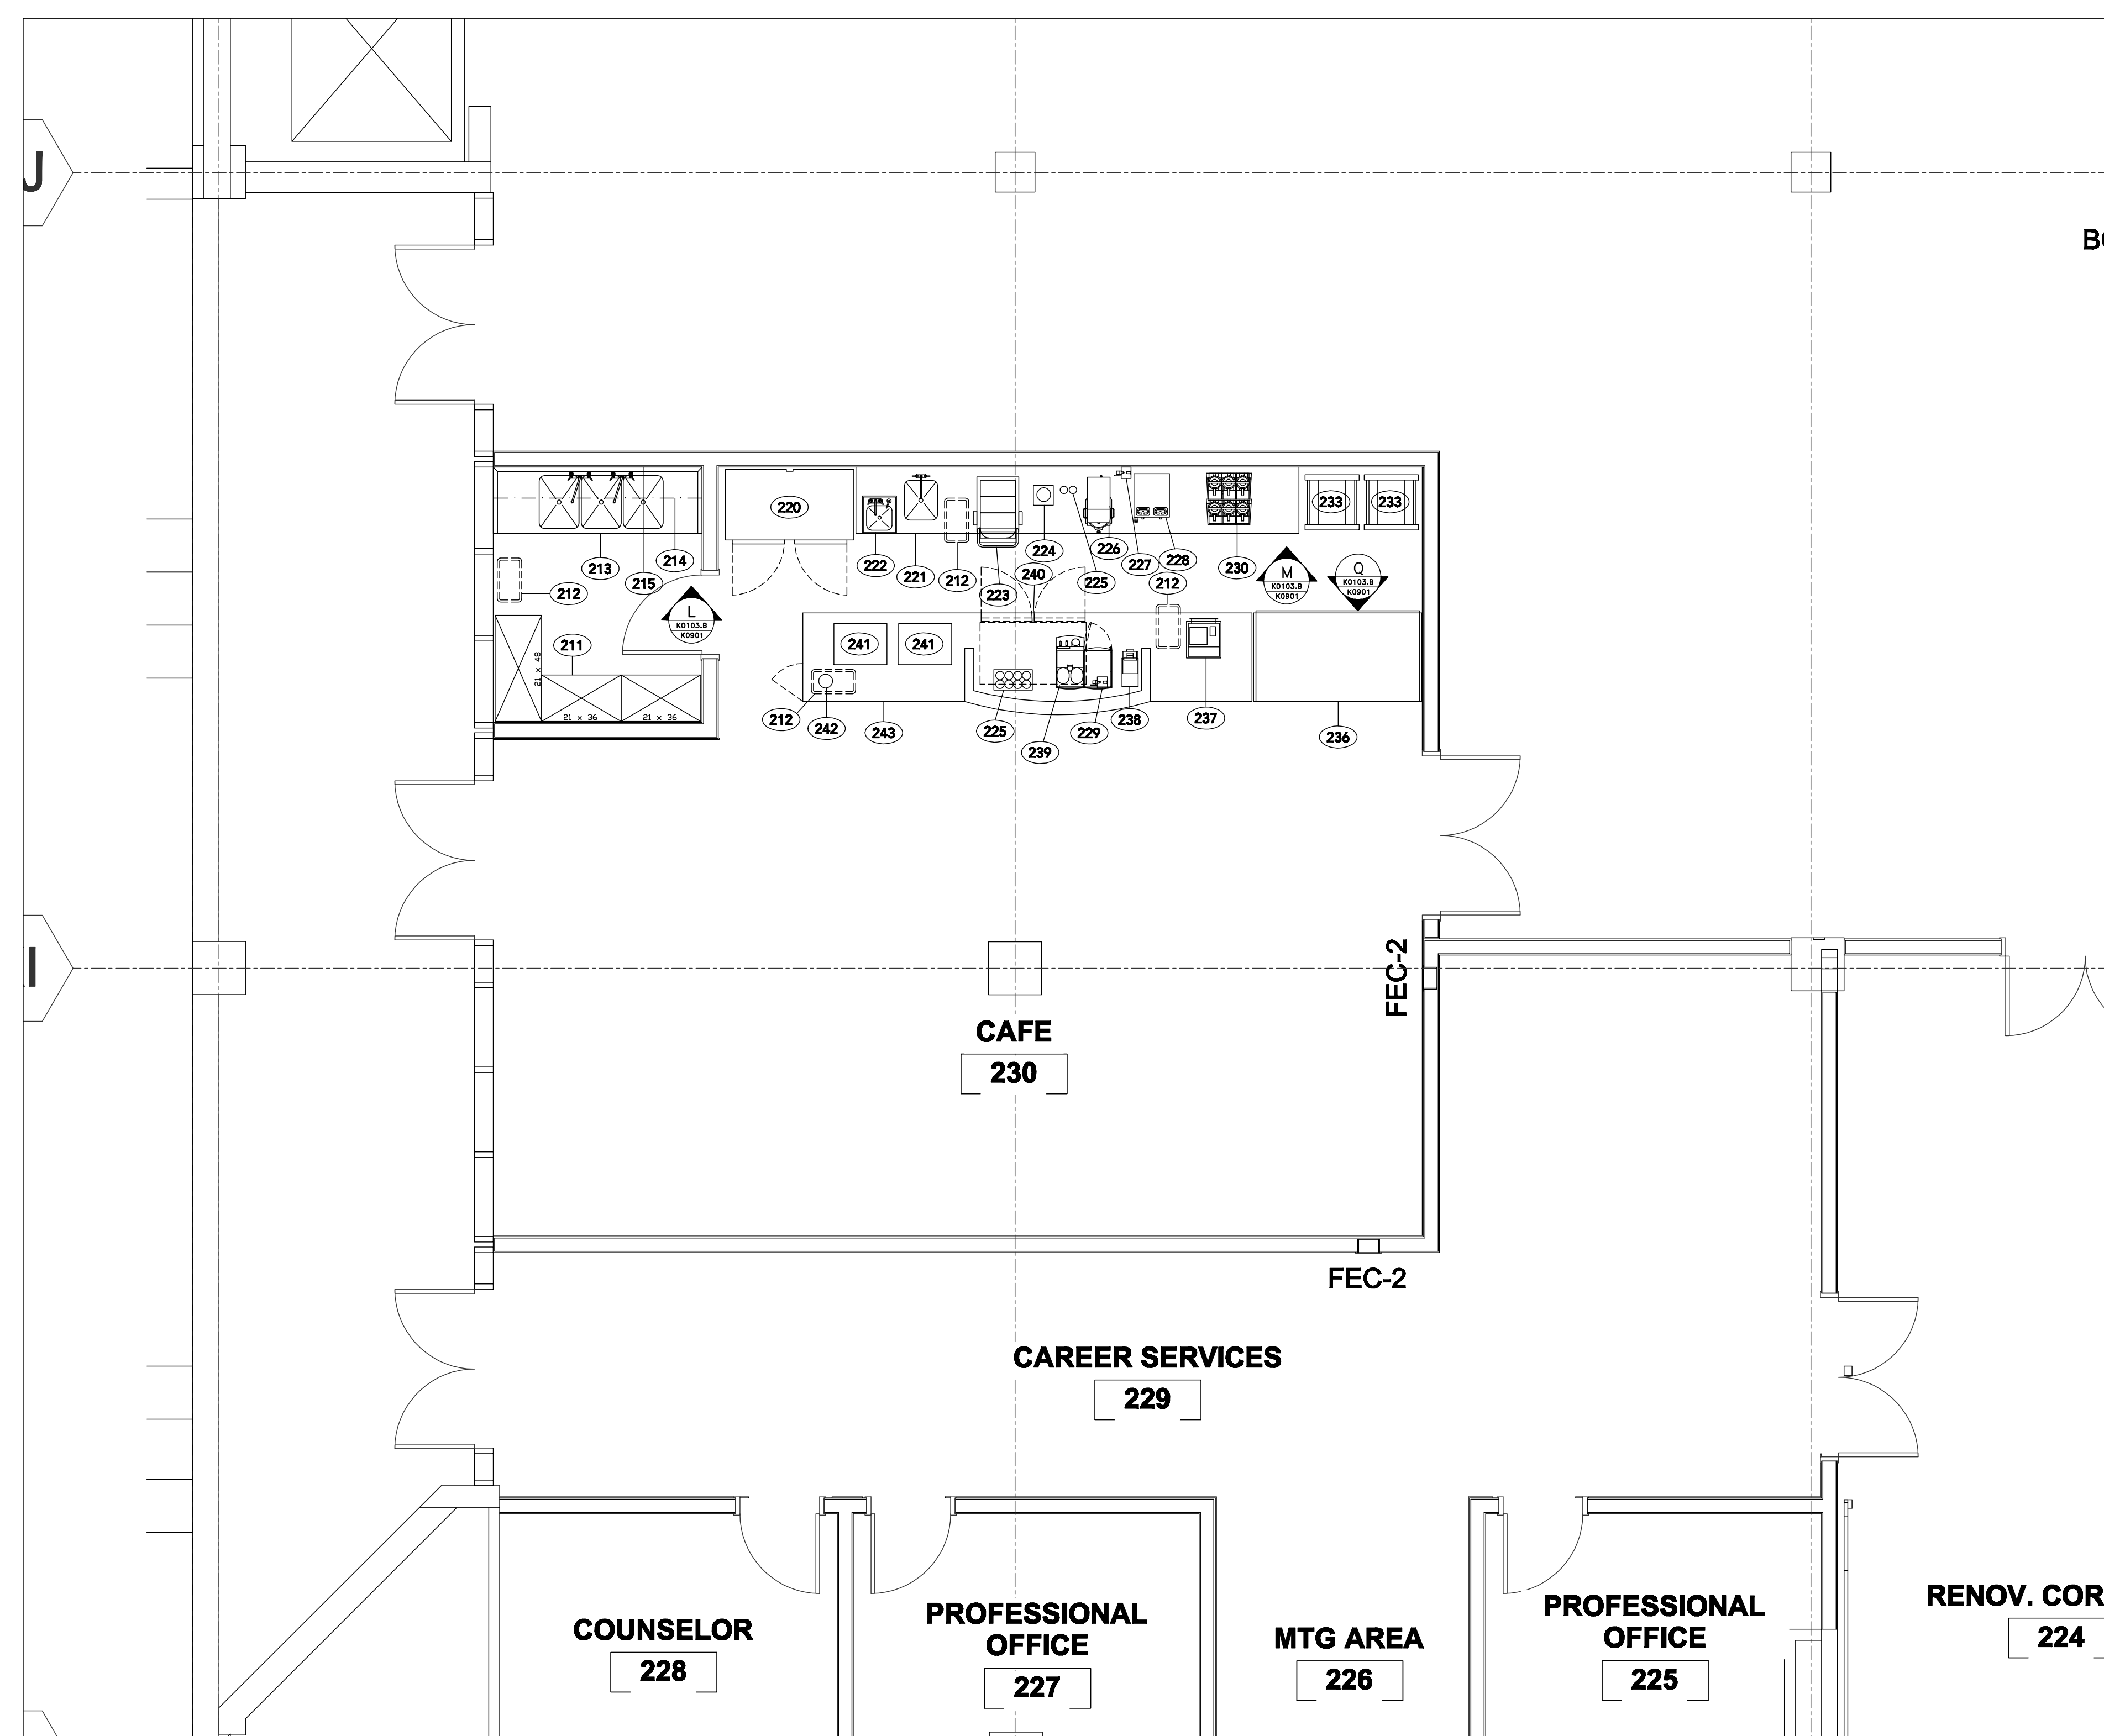 J
BO
220
233
233
222
221
212
224
225
226
227
228
230
213
215
214
212
223
240
212
M
K0103.B
K0901
Q
K0103.B
K0901
L
K0103.B
K0901
211
21 x 48
21 x 36
21 x 36
241
241
212
242
243
225
239
229
238
237
236
I
FEC-2
CAFE
230
FEC-2
CAREER SERVICES
229
COUNSELOR
228
PROFESSIONAL
OFFICE
227
MTG AREA
226
PROFESSIONAL
OFFICE
225
RENOV. COR
224